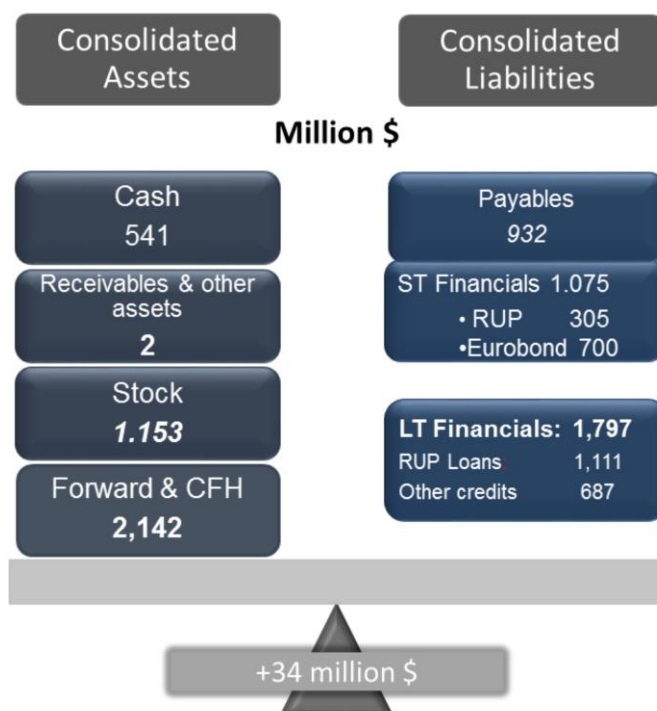 Consolidated
Assets
Consolidated
Liabilities
Million $
Cash
541
Receivables & other
assets
2
Stock
1.153
Forward & CFH
2,142
Payables
932
ST Financials 1.075
• RUP 305
•Eurobond 700
LT Financials: 1,797
RUP Loans: 1,111
Other credits 687
+34 million $